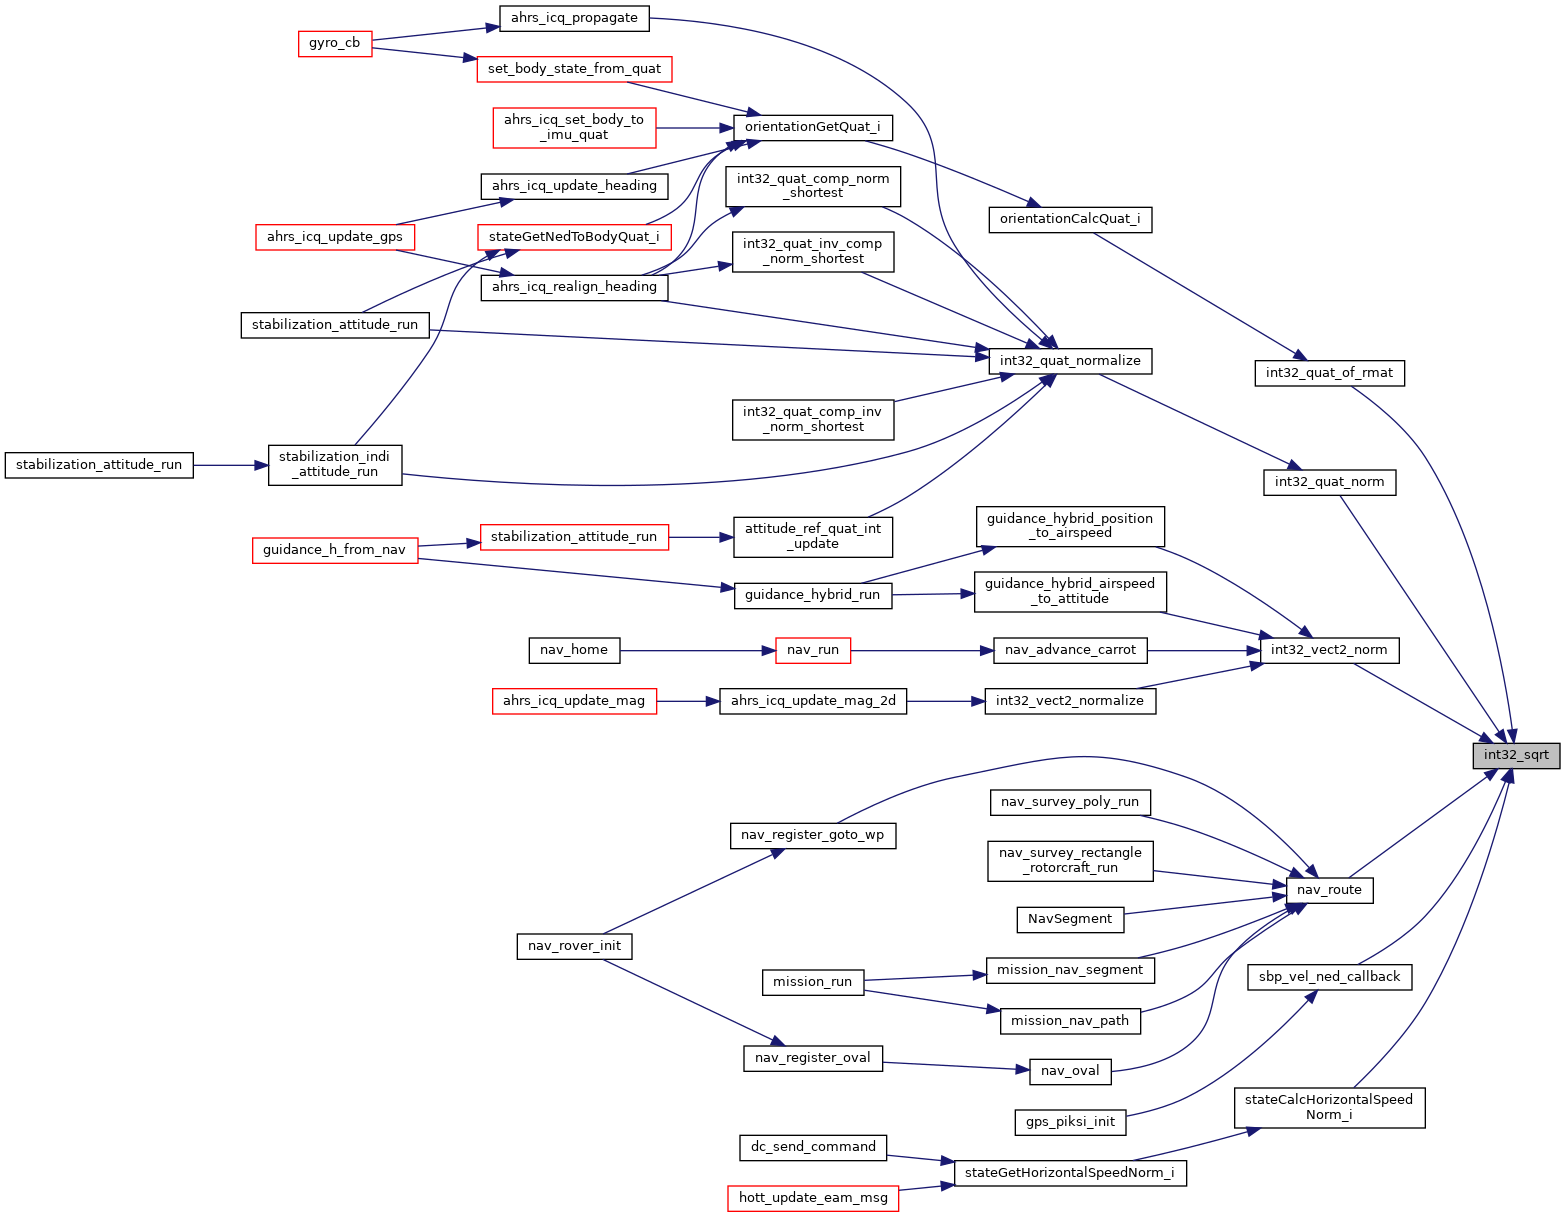 ahrs_icq_propagate
gyro_cb
set_body_state_from_quat
ahrs_icq_set_body_to
_imu_quat
orientationGetQuat_i
ahrs_icq_update_heading
int32_quat_comp_norm
_shortest
orientationCalcQuat_i
ahrs_icq_update_gps
stateGetNedToBodyQuat_i
int32_quat_inv_comp
_norm_shortest
ahrs_icq_realign_heading
stabilization_attitude_run
int32_quat_normalize
int32_quat_of_rmat
int32_quat_comp_inv
_norm_shortest
stabilization_attitude_run
stabilization_indi
_attitude_run
int32_quat_norm
guidance_hybrid_position
_to_airspeed
attitude_ref_quat_int
_update
stabilization_attitude_run
guidance_h_from_nav
guidance_hybrid_airspeed
_to_attitude
guidance_hybrid_run
nav_home
nav_run
nav_advance_carrot
int32_vect2_norm
ahrs_icq_update_mag
ahrs_icq_update_mag_2d
int32_vect2_normalize
int32_sqrt
nav_survey_poly_run
nav_register_goto_wp
nav_survey_rectangle
_rotorcraft_run
nav_route
NavSegment
nav_rover_init
mission_nav_segment
mission_run
sbp_vel_ned_callback
mission_nav_path
nav_register_oval
nav_oval
stateCalcHorizontalSpeed
Norm_i
gps_piksi_init
dc_send_command
stateGetHorizontalSpeedNorm_i
hott_update_eam_msg